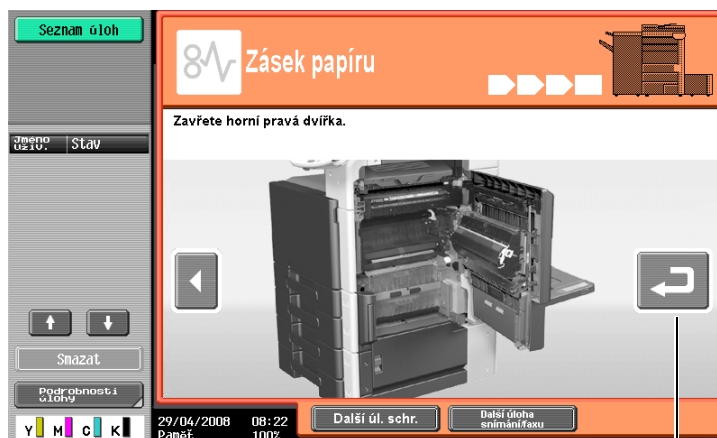 Seznam úloh
Zásek papíru
Zavřete horní pravá dvířka.
Jméno
uživ.
Stav
Smazat
Podrobnosti
úlohy
Y M C K
29/04/2008 08:22
Paměť 100%
Další úl. schr.
Další úloha
snímání/faxu